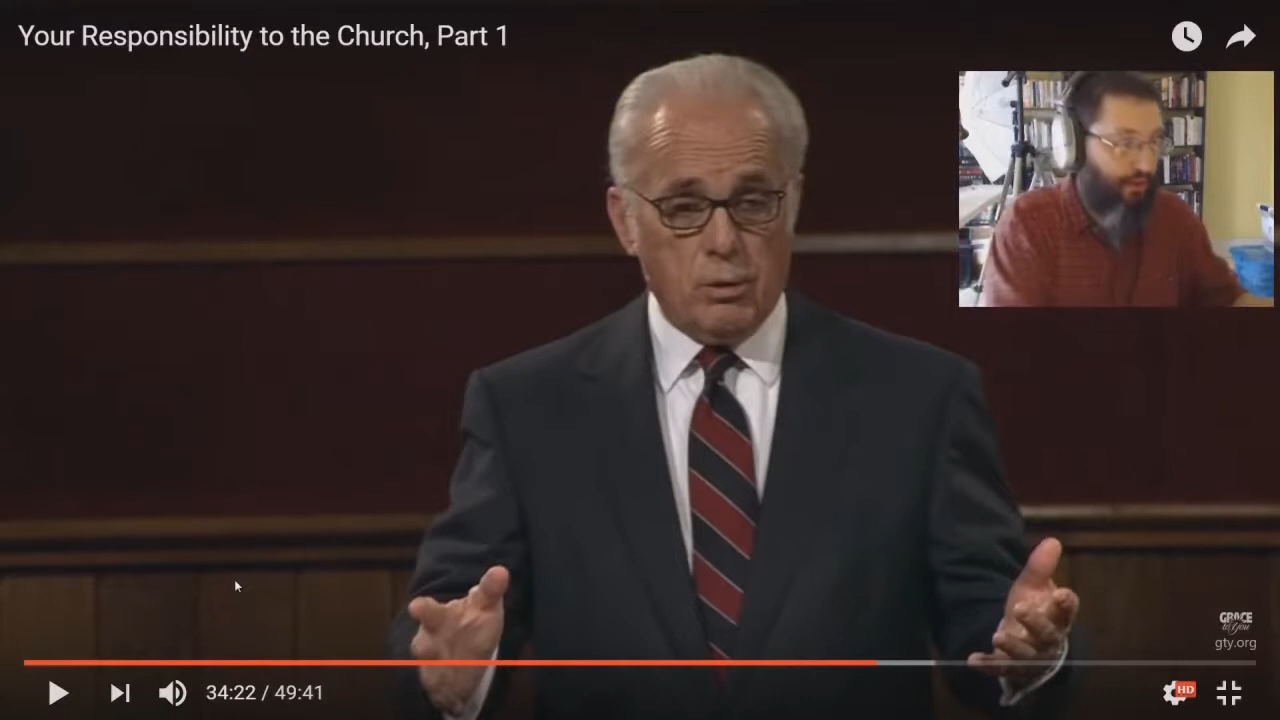 Your Responsibility to the Church, Part 1
GRACE
to You
gty.org
34:22 / 49:41
HD